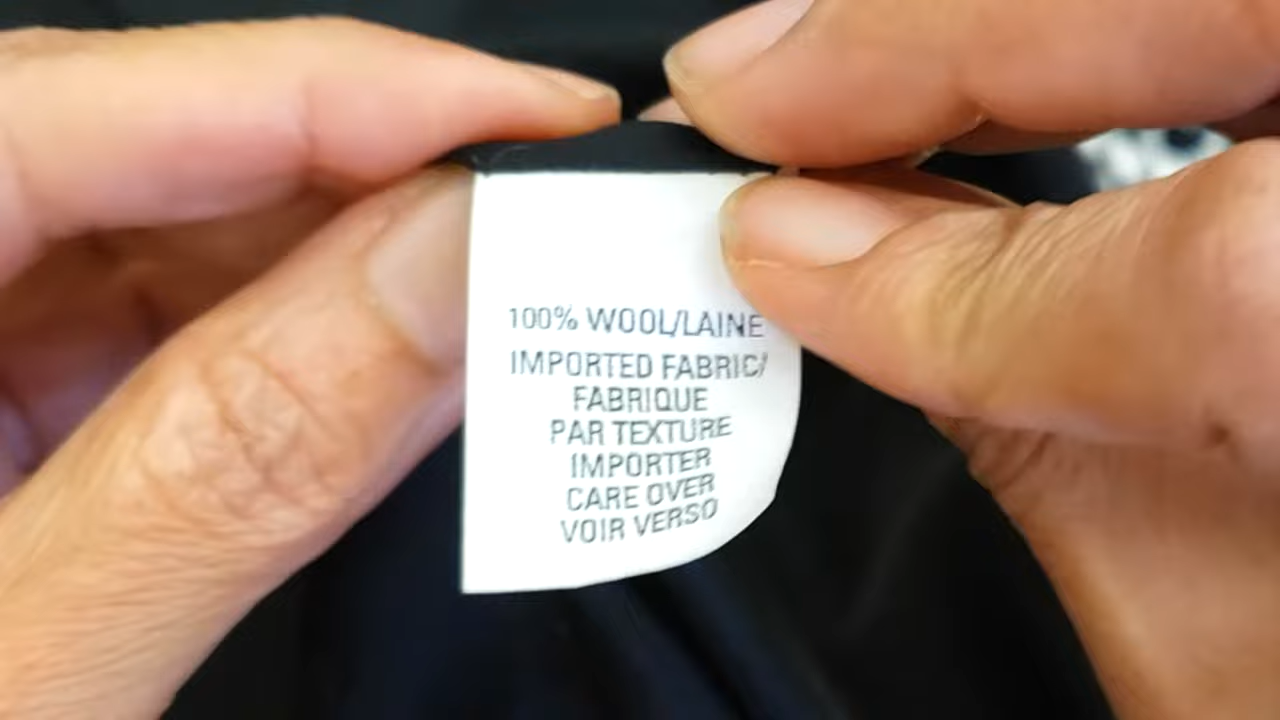 100% WOOL/LAINE
IMPORTED FABRIC/
FABRIQUE
PAR TEXTURE
IMPORTER
CARE OVER
VOIR VERSO